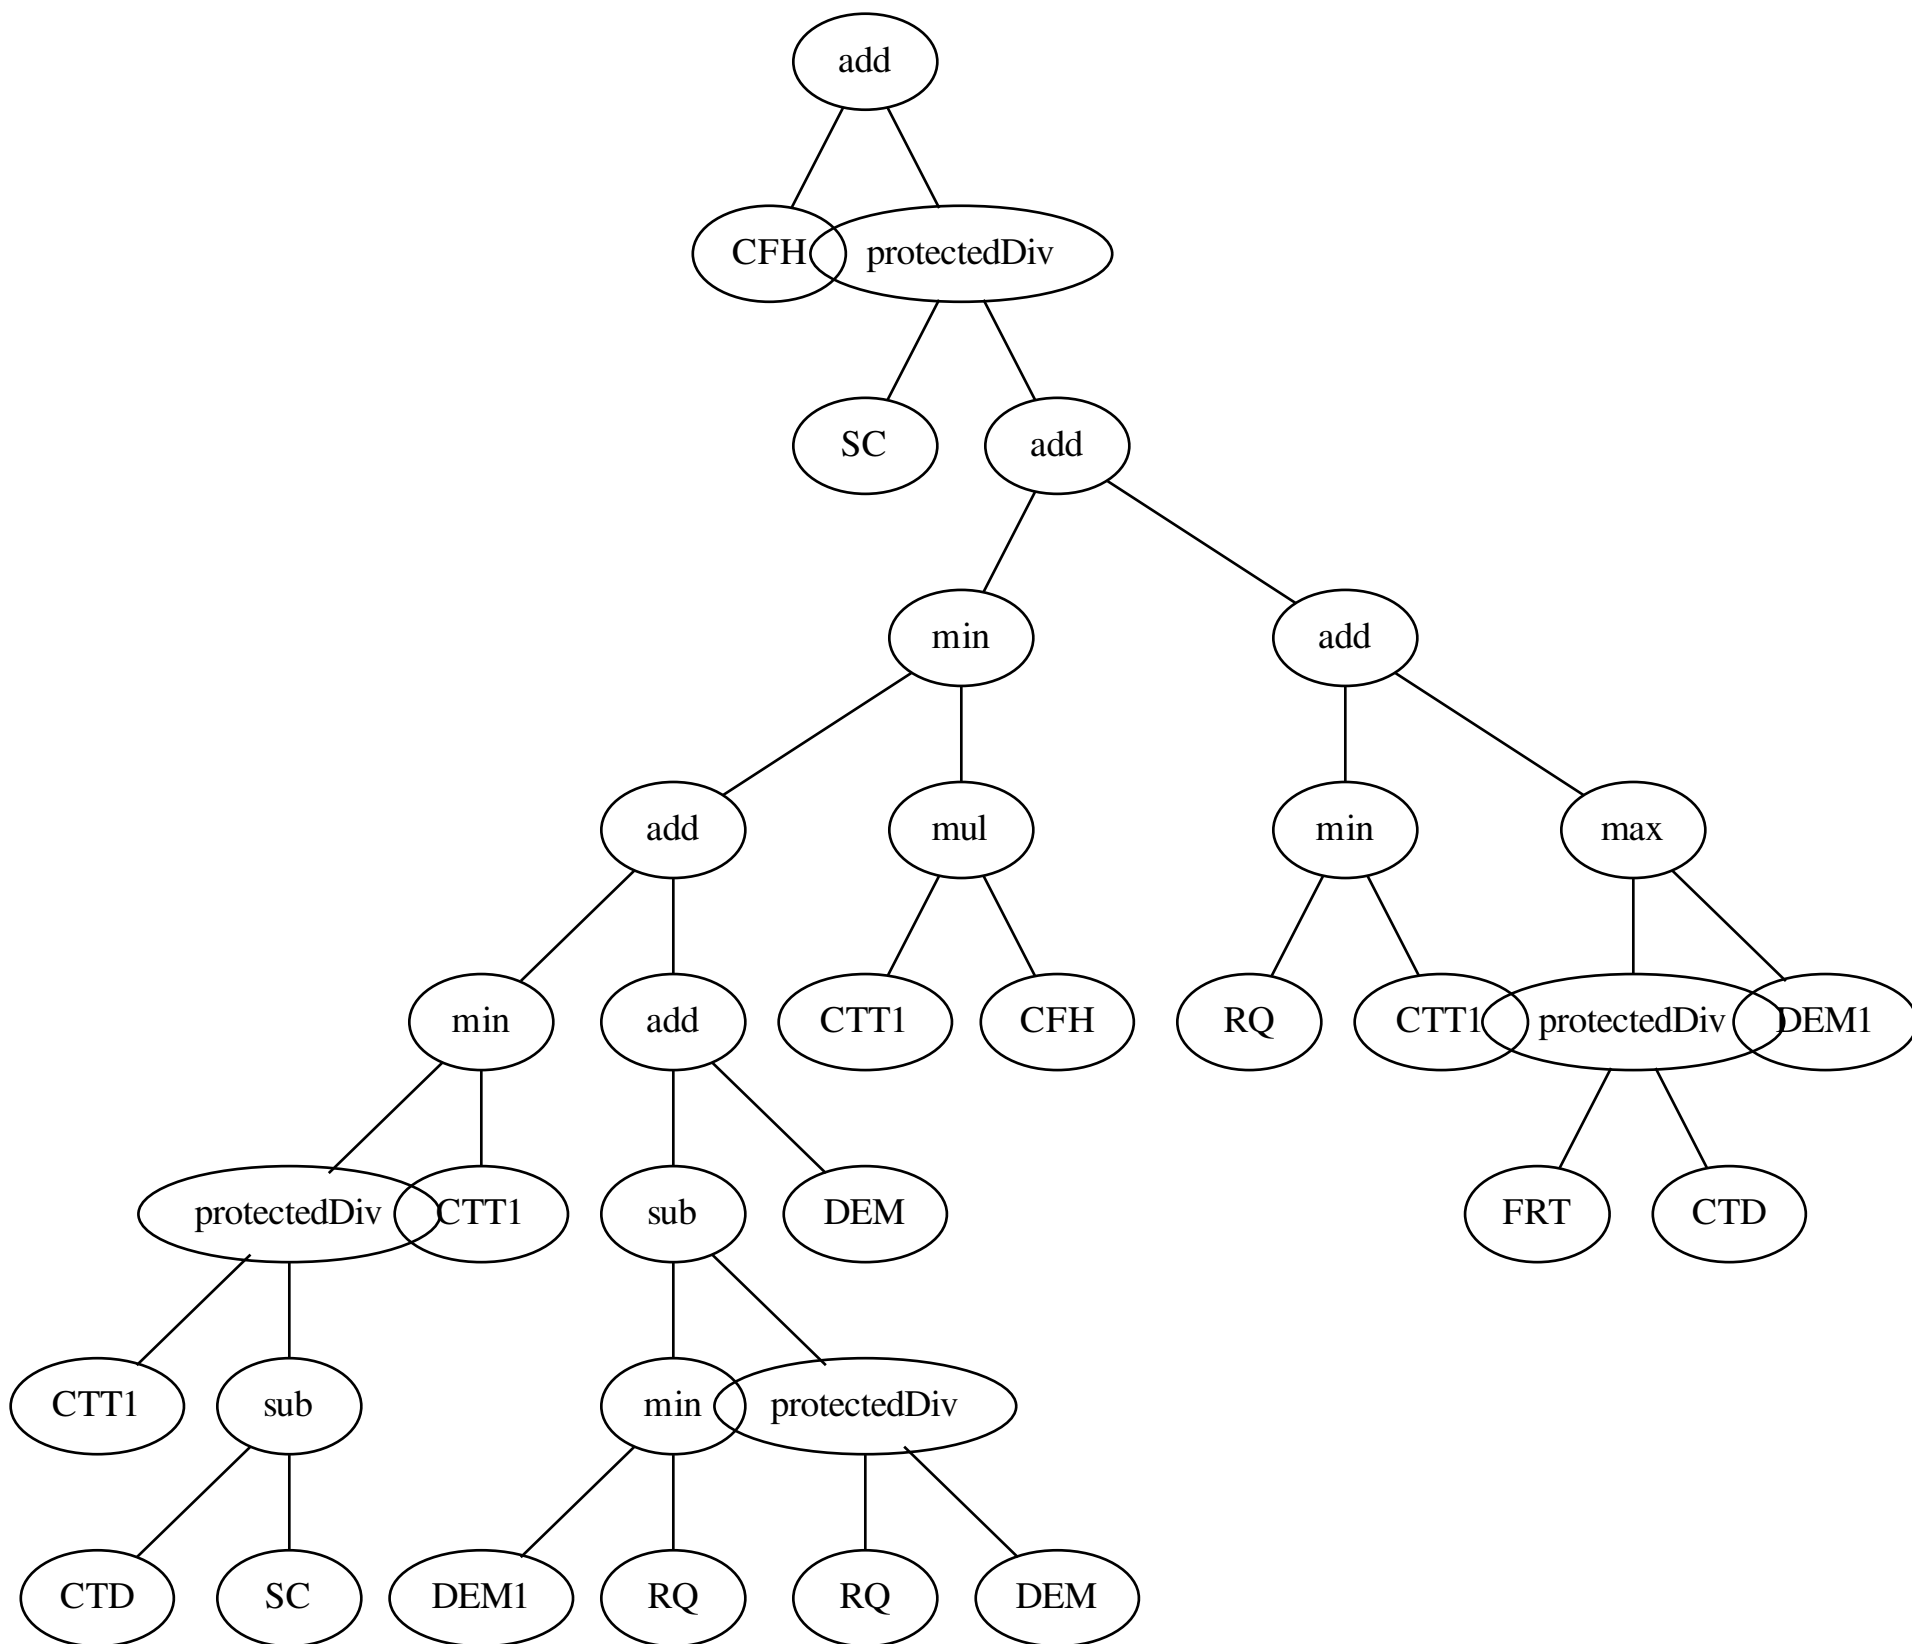 add
CFH protectedDiv
SC add
min add
add mul min max
min add CTT1 CFH RQ CTT1 protectedDiv DEM1
protectedDiv CTT1 sub DEM FRT CTD
CTT1 sub min protectedDiv
CTD SC DEM1 RQ RQ DEM